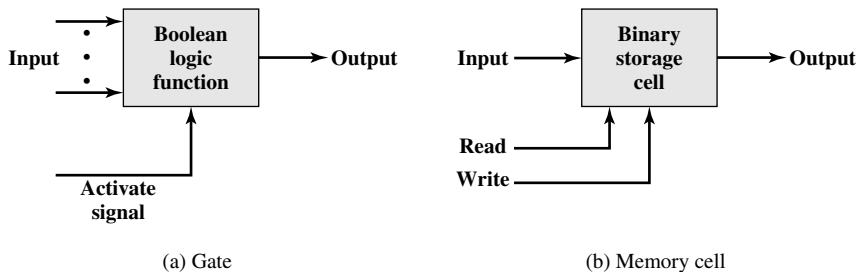 Input
Boolean
logic
function
Output
Activate
signal
(a) Gate
Input
Binary
storage
cell
Output
Read
Write
(b) Memory cell